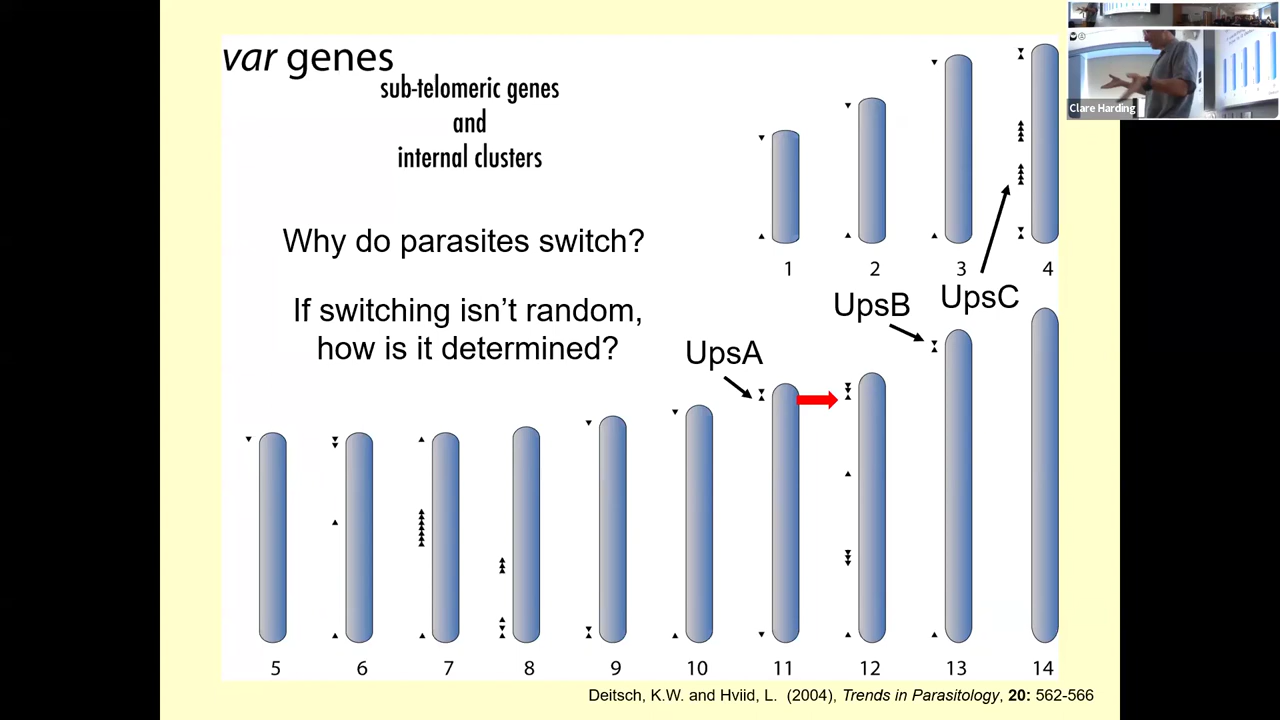 var genes
sub-telomeric genes
and
internal clusters
Why do parasites switch?
If switching isn't random,
how is it determined?
1
2
3
4
UpsA
UpsB
UpsC
5
6
7
8
9
10
11
12
13
14
Deitsch, K.W. and Hviid, L. (2004), Trends in Parasitology, 20: 562-566
Clare Harding